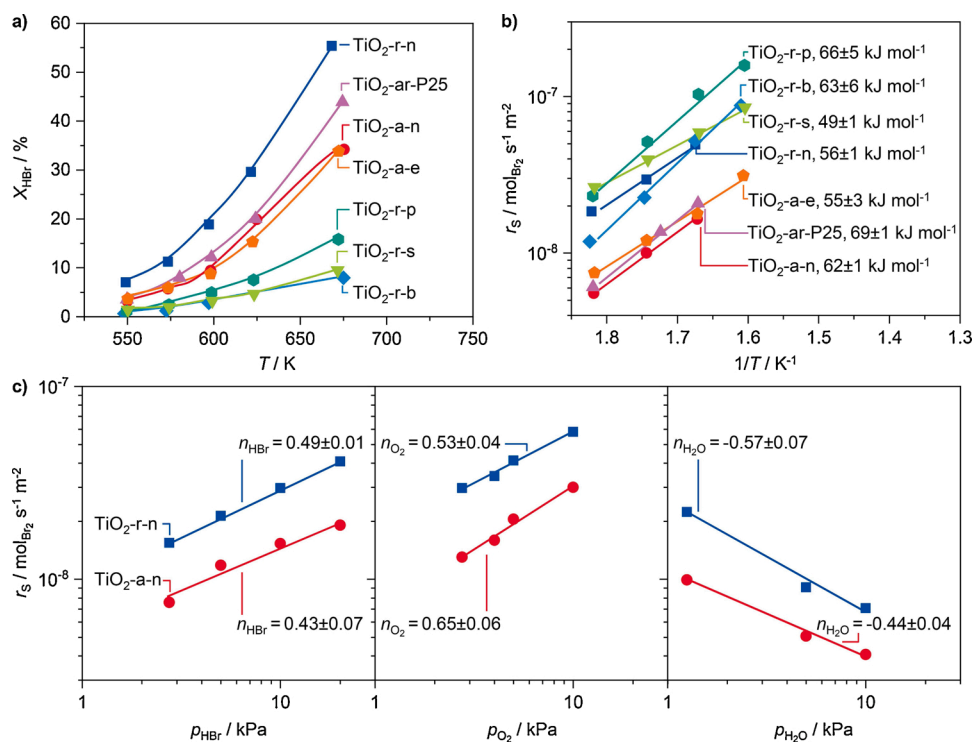 a)
60
50
40
30
20
10
0
X_HBr / %
TiO₂-r-n
TiO₂-ar-P25
TiO₂-a-n
TiO₂-a-e
TiO₂-r-p
TiO₂-r-s
TiO₂-r-b
550 600 650 700 750
T / K
b)
10⁻⁷
10⁻⁸
r_S / mol_Br₂ s⁻¹ m⁻²
TiO₂-r-p, 66±5 kJ mol⁻¹
TiO₂-r-b, 63±6 kJ mol⁻¹
TiO₂-r-s, 49±1 kJ mol⁻¹
TiO₂-r-n, 56±1 kJ mol⁻¹
TiO₂-a-e, 55±3 kJ mol⁻¹
TiO₂-ar-P25, 69±1 kJ mol⁻¹
TiO₂-a-n, 62±1 kJ mol⁻¹
1.8 1.7 1.6 1.5 1.4 1.3
1/T / K⁻¹
c)
10⁻⁷
10⁻⁸
r_S / mol_Br₂ s⁻¹ m⁻²
n_HBr = 0.49±0.01
TiO₂-r-n
TiO₂-a-n
n_HBr = 0.43±0.07
1 10
p_HBr / kPa
n_O₂ = 0.53±0.04
n_O₂ = 0.65±0.06
1 10
p_O₂ / kPa
n_H₂O = -0.57±0.07
n_H₂O = -0.44±0.04
1 10
p_H₂O / kPa